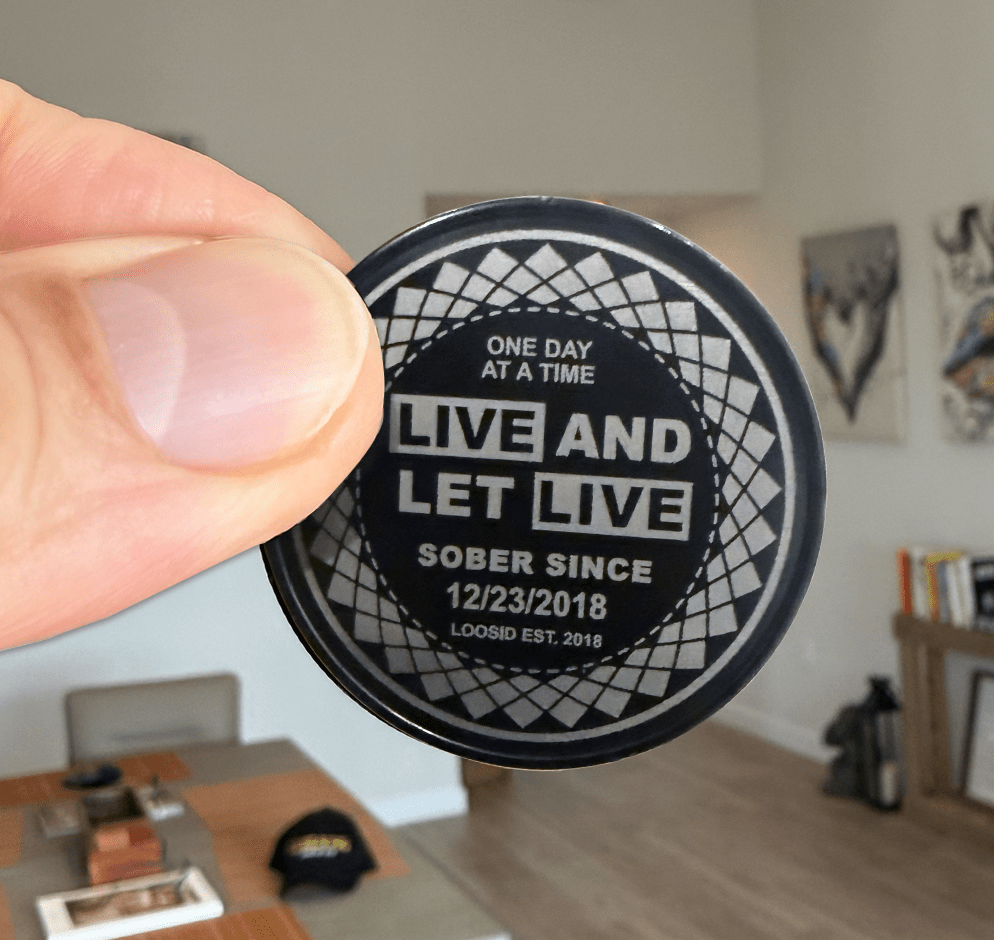 ONE DAY
AT A TIME
LIVE AND
LET LIVE
SOBER SINCE
12/23/2018
LOOSID EST. 2018